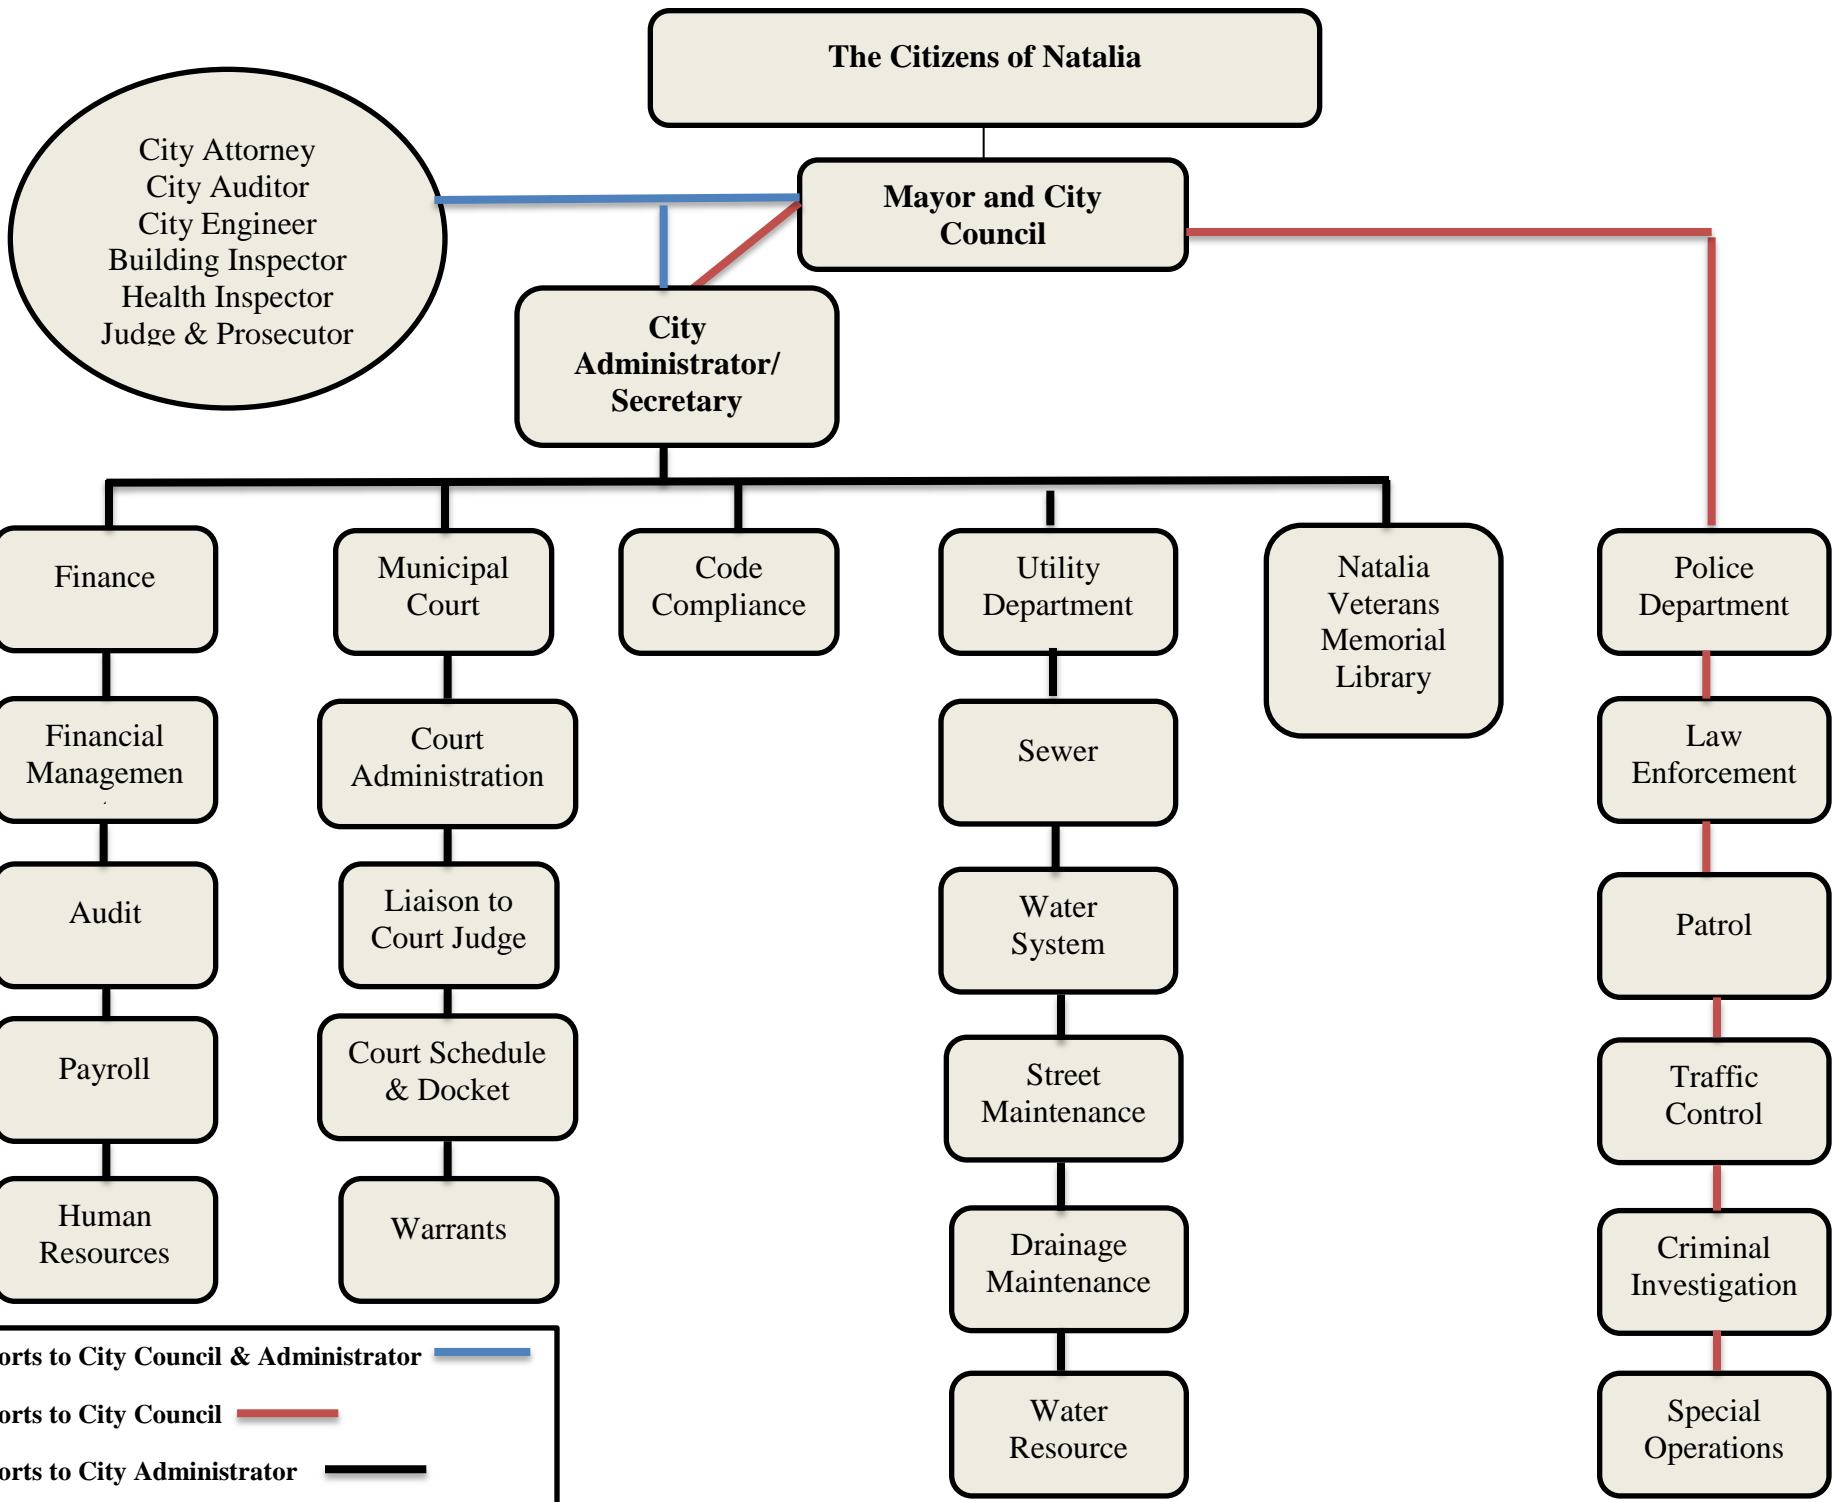 The Citizens of Natalia
City Attorney
City Auditor
City Engineer
Building Inspector
Health Inspector
Judge & Prosecutor
Mayor and City
Council
City
Administrator/
Secretary
Finance
Municipal
Court
Code
Compliance
Utility
Department
Natalia
Veterans
Memorial
Library
Police
Department
Financial
Managemen
Court
Administration
Sewer
Law
Enforcement
Audit
Liaison to
Court Judge
Water
System
Patrol
Payroll
Court Schedule
& Docket
Street
Maintenance
Traffic
Control
Human
Resources
Warrants
Drainage
Maintenance
Criminal
Investigation
Water
Resource
Special
Operations
orts to City Council & Administrator
orts to City Council
orts to City Administrator